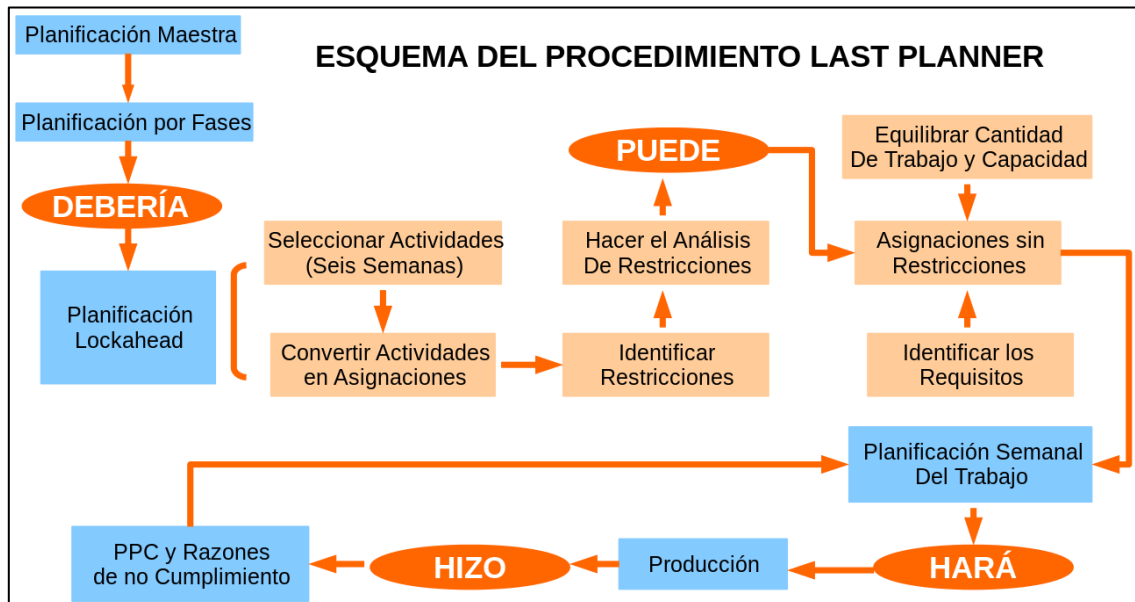 ESQUEMA DEL PROCEDIMIENTO LAST PLANNER
Planificación Maestra
Planificación por Fases
DEBERÍA
Planificación
Lockahead
Seleccionar Actividades
(Seis Semanas)
Convertir Actividades
en Asignaciones
Identificar
Restricciones
Hacer el Análisis
De Restricciones
PUEDE
Equilibrar Cantidad
De Trabajo y Capacidad
Asignaciones sin
Restricciones
Identificar los
Requisitos
Planificación Semanal
Del Trabajo
HARÁ
Producción
HIZO
PPC y Razones
de no Cumplimiento